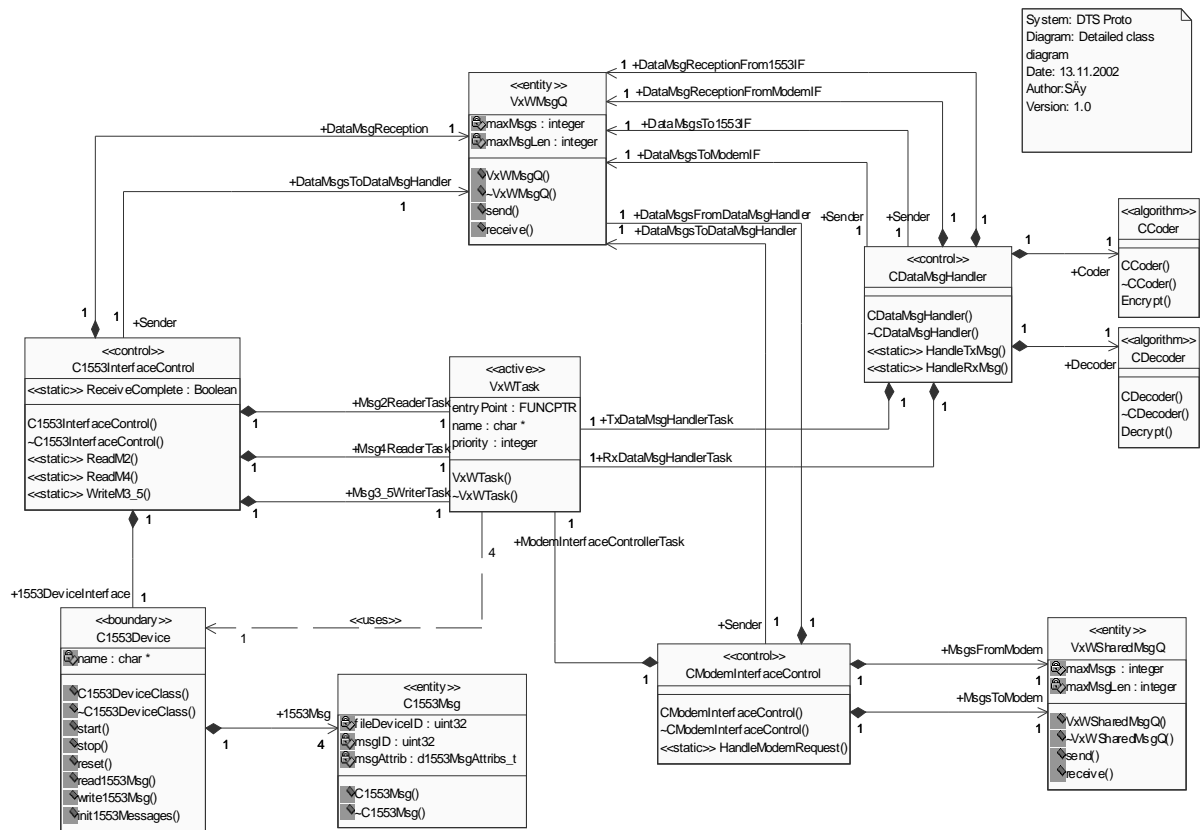 System: DTS Proto
Diagram: Detailed class
diagram
Date: 13.11.2002
Author:SÄy
Version: 1.0
<<entity>>
VxWMsgQ
maxMsgs : integer
maxMsgLen : integer
VxWMsgQ()
~VxWMsgQ()
send()
receive()
1 +DataMsgReceptionFrom1553IF
1 +DataMsgReceptionFromModemIF
1 +DataMsgsTo1553IF
1 +DataMsgsToModemIF
1 +DataMsgsFromDataMsgHandler
1 +DataMsgsToDataMsgHandler
+DataMsgReception 1
+DataMsgsToDataMsgHandler
1
+Sender
1
+Sender
1
1
1
<<control>>
CDataMsgHandler
CDataMsgHandler()
~CDataMsgHandler()
<<static>> HandleTxMsg()
<<static>> HandleRxMsg()
1
1
+Coder
<<algorithm>>
CCoder
CCoder()
~CCoder()
Encrypt()
1
1
+Decoder
<<algorithm>>
CDecoder
CDecoder()
~CDecoder()
Decrypt()
1
1
1
1
+Sender
<<control>>
C1553InterfaceControl
<<static>> ReceiveComplete : Boolean
C1553InterfaceControl()
~C1553InterfaceControl()
<<static>> ReadM2()
<<static>> ReadM4()
<<static>> WriteM3_5()
+Msg2ReaderTask
1
1
+Msg4ReaderTask
1
1
+Msg3_5WriterTask
1
1
<<active>>
VxWTask
entryPoint : FUNCPTR
name : char *
priority : integer
VxWTask()
~VxWTask()
1 +TxDataMsgHandlerTask
1+RxDataMsgHandlerTask
1
+ModemInterfaceControllerTask
4
1
+1553DeviceInterface 1
<<uses>>
1
<<boundary>>
C1553Device
name : char *
C1553DeviceClass()
~C1553DeviceClass()
start()
stop()
reset()
read1553Msg()
write1553Msg()
init1553Messages()
+1553Msg
1
4
<<entity>>
C1553Msg
fileDeviceID : uint32
msgID : uint32
msgAttrib : d1553MsgAttribs_t
C1553Msg()
~C1553Msg()
+Sender
1
1
1
<<control>>
CModemInterfaceControl
CModemInterfaceControl()
~CModemInterfaceControl()
<<static>> HandleModemRequest()
+MsgsFromModem
1
1
+MsgsToModem
1
1
<<entity>>
VxWSharedMsgQ
maxMsgs : integer
maxMsgLen : integer
VxWSharedMsgQ()
~VxWSharedMsgQ()
send()
receive()